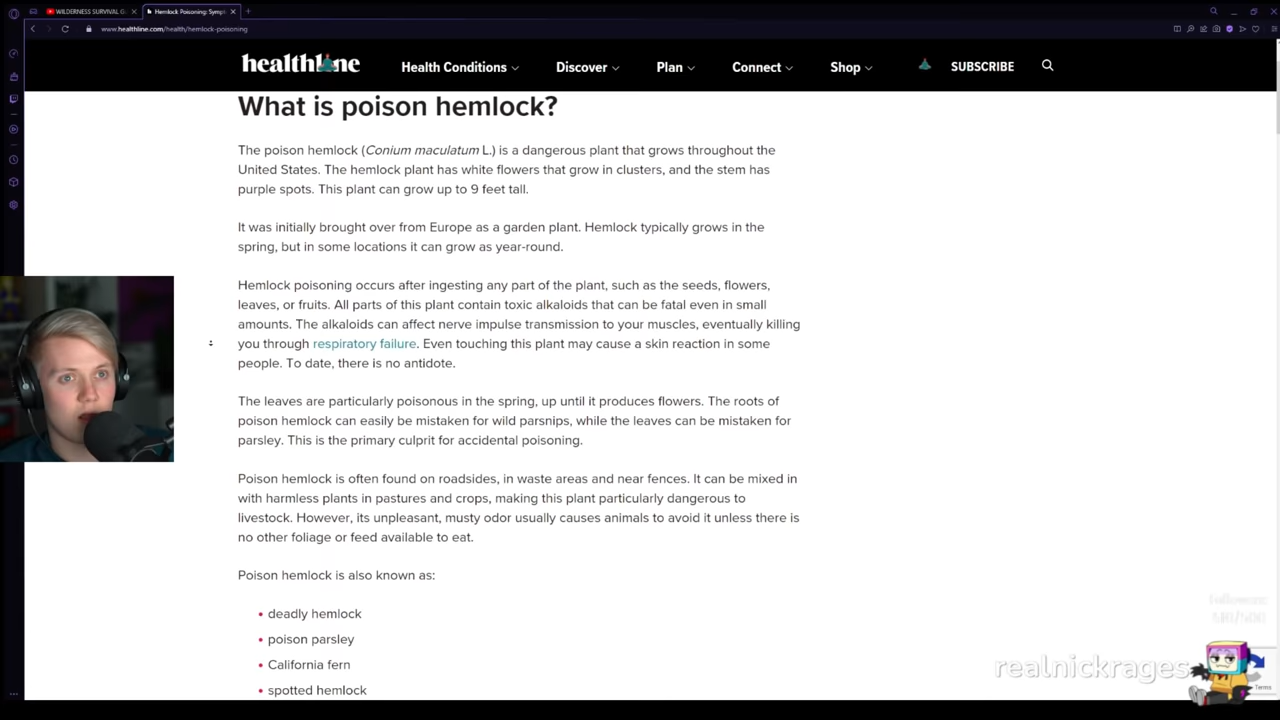 WILDERNESS SURVIVAL G
Hemlock Poisoning: Symp
www.healthline.com/health/hemlock-poisoning
healthline
Health Conditions
Discover
Plan
Connect
Shop
SUBSCRIBE
What is poison hemlock?
The poison hemlock (Conium maculatum L.) is a dangerous plant that grows throughout the
United States. The hemlock plant has white flowers that grow in clusters, and the stem has
purple spots. This plant can grow up to 9 feet tall.
It was initially brought over from Europe as a garden plant. Hemlock typically grows in the
spring, but in some locations it can grow as year-round.
Hemlock poisoning occurs after ingesting any part of the plant, such as the seeds, flowers,
leaves, or fruits. All parts of this plant contain toxic alkaloids that can be fatal even in small
amounts. The alkaloids can affect nerve impulse transmission to your muscles, eventually killing
you through respiratory failure. Even touching this plant may cause a skin reaction in some
people. To date, there is no antidote.
The leaves are particularly poisonous in the spring, up until it produces flowers. The roots of
poison hemlock can easily be mistaken for wild parsnips, while the leaves can be mistaken for
parsley. This is the primary culprit for accidental poisoning.
Poison hemlock is often found on roadsides, in waste areas and near fences. It can be mixed in
with harmless plants in pastures and crops, making this plant particularly dangerous to
livestock. However, its unpleasant, musty odor usually causes animals to avoid it unless there is
no other foliage or feed available to eat.
Poison hemlock is also known as:
• deadly hemlock
• poison parsley
• California fern
• spotted hemlock
realnickrages
Terms